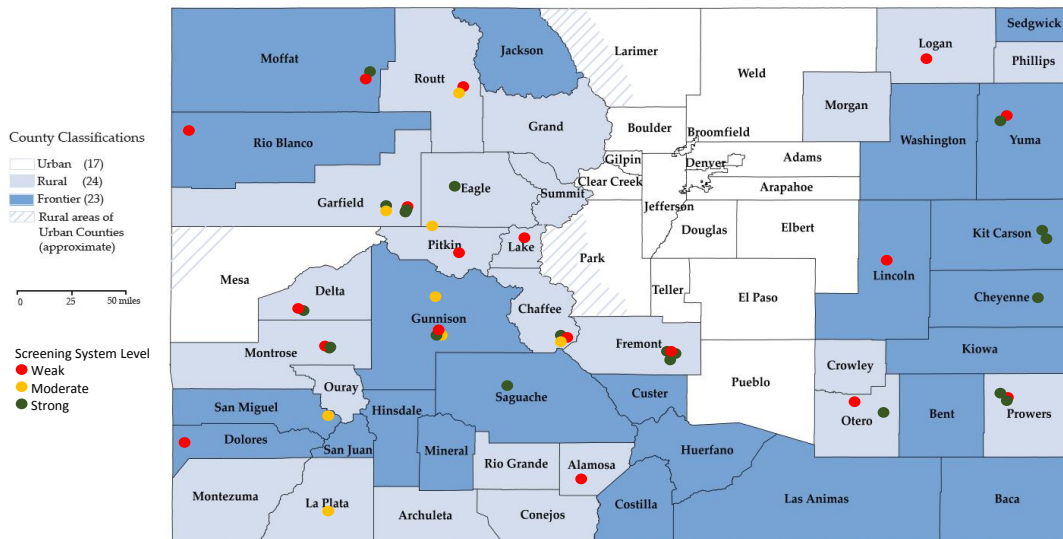 County Classifications
Urban (17)
Rural (24)
Frontier (23)
Rural areas of
Urban Counties
(approximate)
0 25 50 miles
Screening System Level
Weak
Moderate
Strong
Moffat
Routt
Jackson
Larimer
Weld
Logan
Sedgwick
Phillips
Morgan
Rio Blanco
Grand
Boulder
Broomfield
Washington
Yuma
Gilpin
Denver
Adams
Clear Creek
Arapahoe
Garfield
Eagle
Summit
Jefferson
Douglas
Elbert
Kit Carson
Pitkin
Lake
Park
Lincoln
Mesa
Delta
Teller
El Paso
Cheyenne
Gunnison
Chaffee
Fremont
Montrose
Kiowa
Crowley
Ouray
Pueblo
San Miguel
Hinsdale
Saguache
Custer
Otero
Bent
Prowers
Dolores
San Juan
Mineral
Rio Grande
Alamosa
Huerfano
Montezuma
La Plata
Archuleta
Conejos
Costilla
Las Animas
Baca